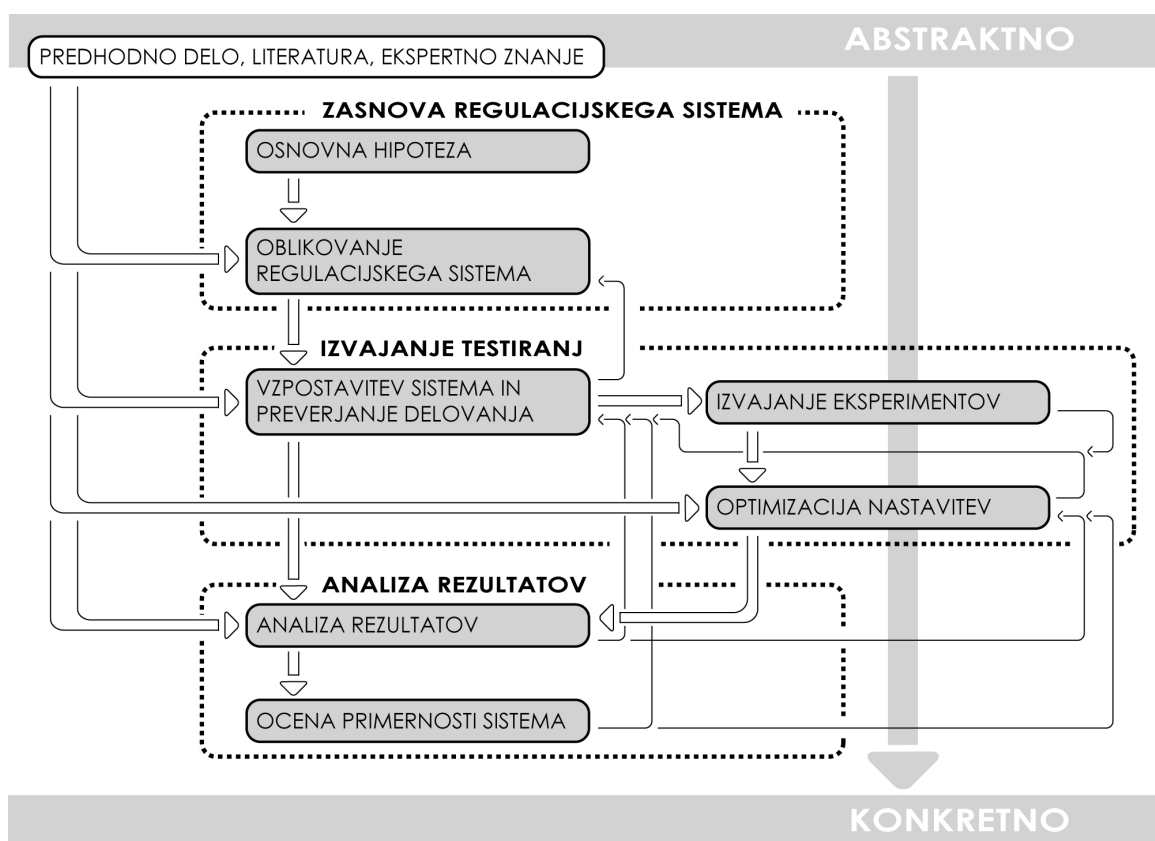 ABSTRAKTNO
PREDHODNO DELO, LITERATURA, EKSPERTNO ZNANJE
ZASNOVA REGULACIJSKEGA SISTEMA
OSNOVNA HIPOTEZA
OBLIKOVANJE
REGULACIJSKEGA SISTEMA
IZVAJANJE TESTIRANJ
VZPOSTAVITEV SISTEMA IN
PREVERJANJE DELOVANJA
IZVAJANJE EKSPERIMENTOV
OPTIMIZACIJA NASTAVITEV
ANALIZA REZULTATOV
ANALIZA REZULTATOV
OCENA PRIMERNOSTI SISTEMA
KONKRETNO